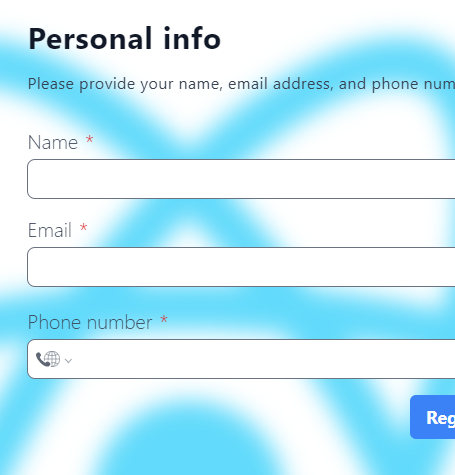 Personal info
Please provide your name, email address, and phone num
Name *
Email *
Phone number *
Reg